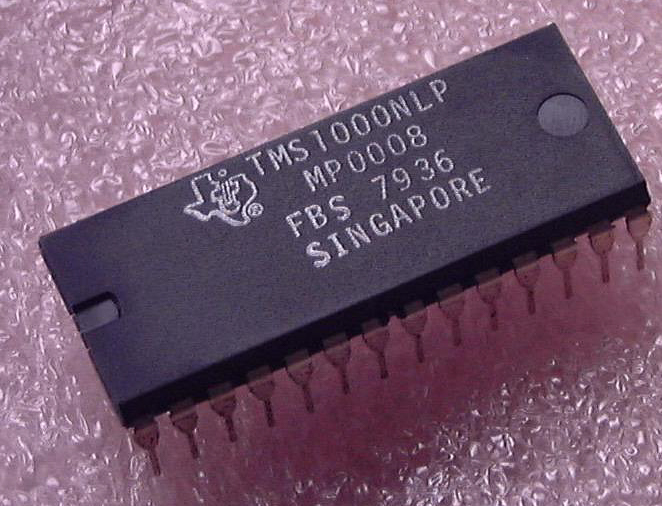 TMS1000NLP
MP0008
FBS 7936
SINGAPORE
®